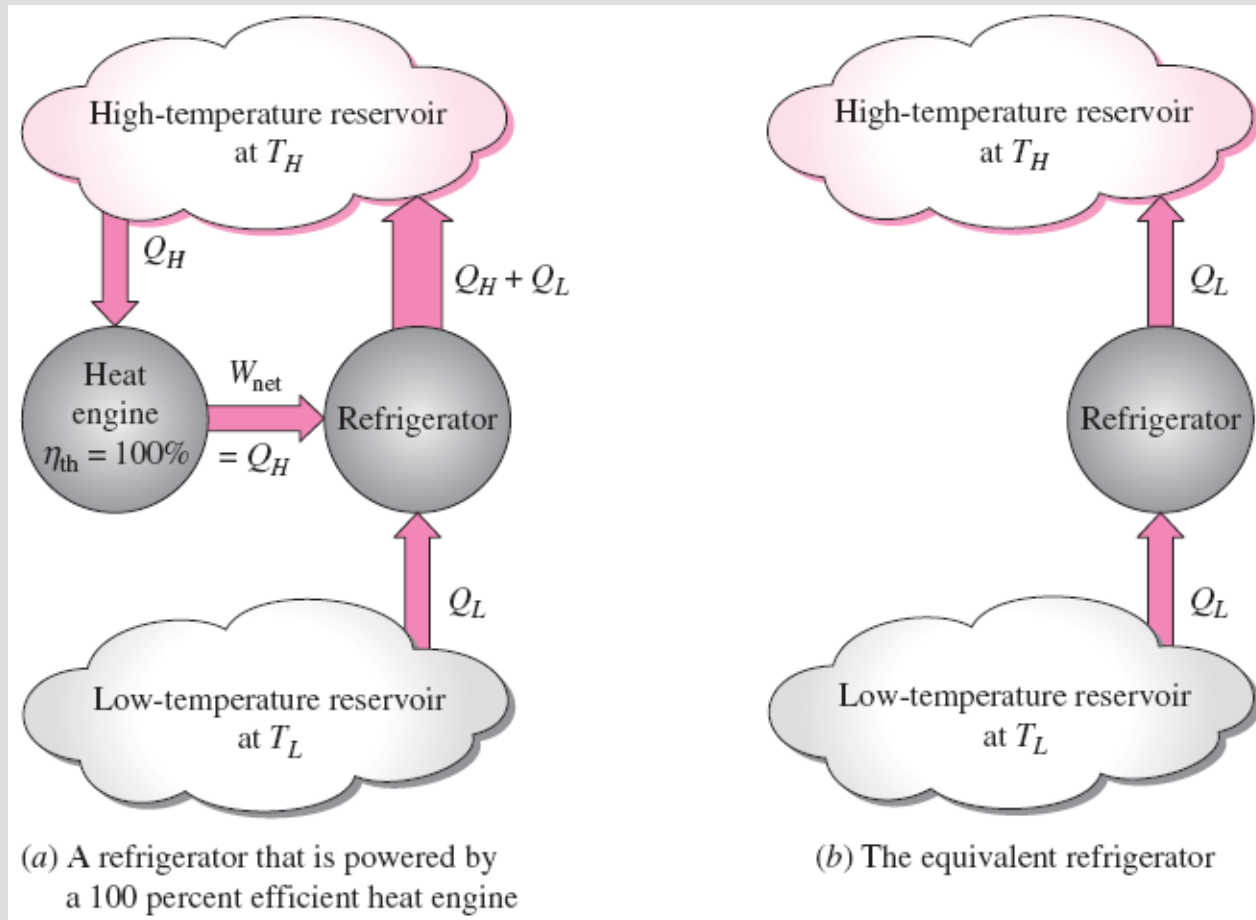 High-temperature reservoir
at T_H
Q_H
Q_H + Q_L
Heat
engine
η_th = 100%
W_net
= Q_H
Refrigerator
Q_L
Low-temperature reservoir
at T_L
(a) A refrigerator that is powered by
a 100 percent efficient heat engine
High-temperature reservoir
at T_H
Q_L
Refrigerator
Q_L
Low-temperature reservoir
at T_L
(b) The equivalent refrigerator